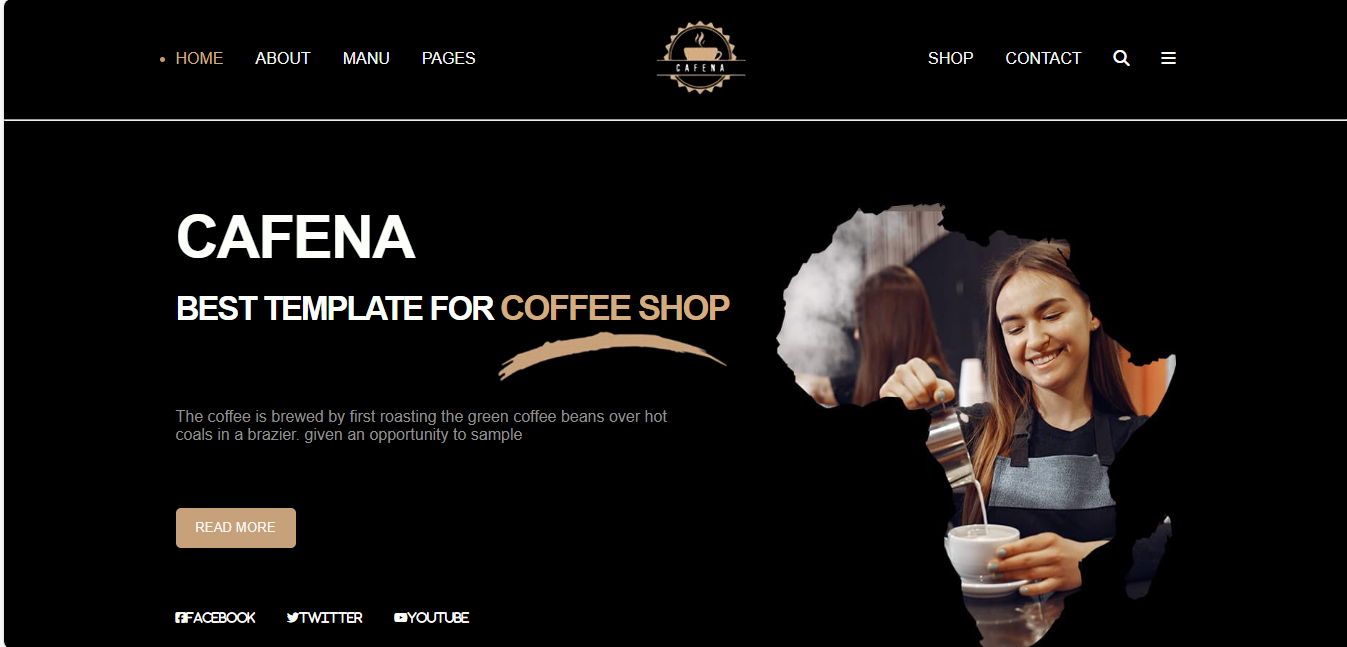 HOME ABOUT MANU PAGES
CAFENA
SHOP CONTACT
CAFENA
BEST TEMPLATE FOR COFFEE SHOP
The coffee is brewed by first roasting the green coffee beans over hot
coals in a brazier. given an opportunity to sample
READ MORE
FACEBOOK TWITTER YOUTUBE